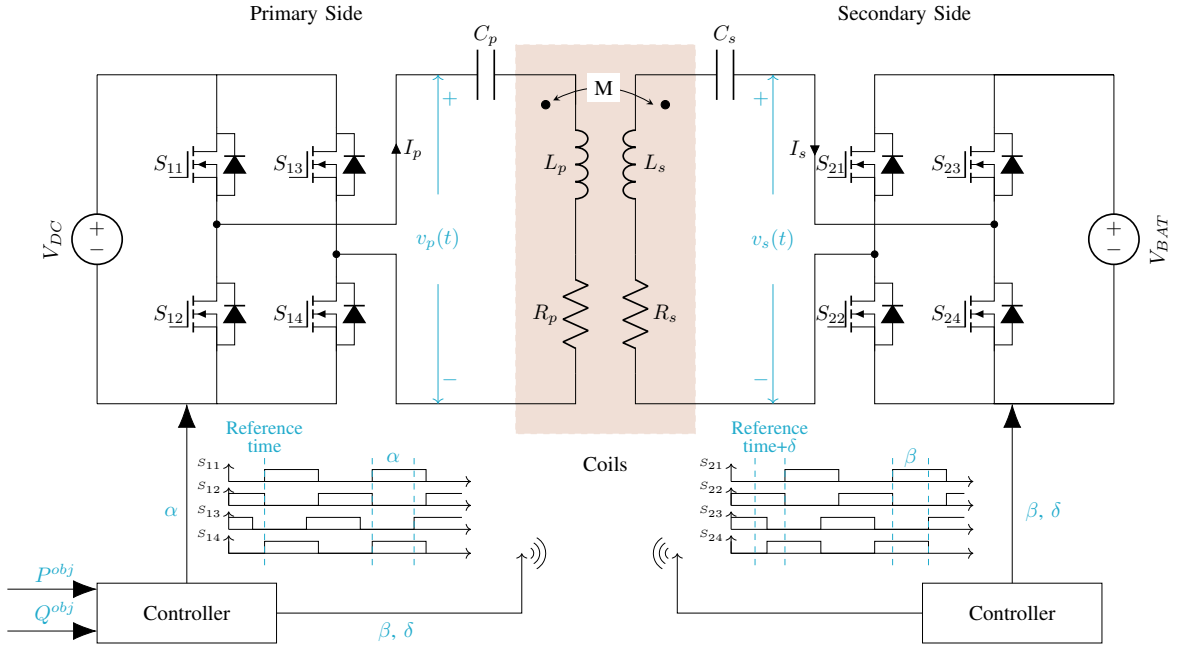 Primary Side
Secondary Side
C_p
C_s
M
+
+
I_p
I_s
S_11
S_13
L_p
L_s
S_21
S_23
V_DC
+
−
v_p(t)
v_s(t)
+
−
V_BAT
S_12
S_14
R_p
R_s
S_22
S_24
−
−
Reference
time
Reference
time+δ
Coils
S_11
α
S_12
S_13
S_14
S_21
β
S_22
S_23
S_24
α
β, δ
P^obj
Q^obj
Controller
β, δ
Controller